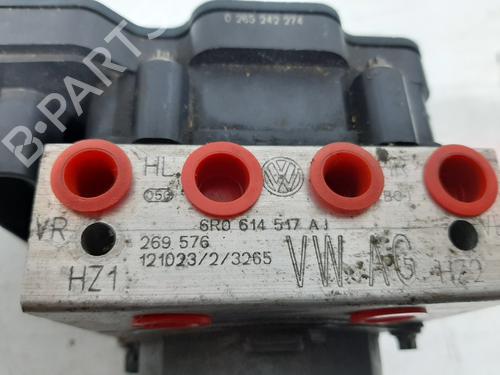 0 265 242 274
B-PARTS
HL
VR
6R0 614 517 AJ
269 576
121023/2/3265
VW AG
HZ1
HZ2